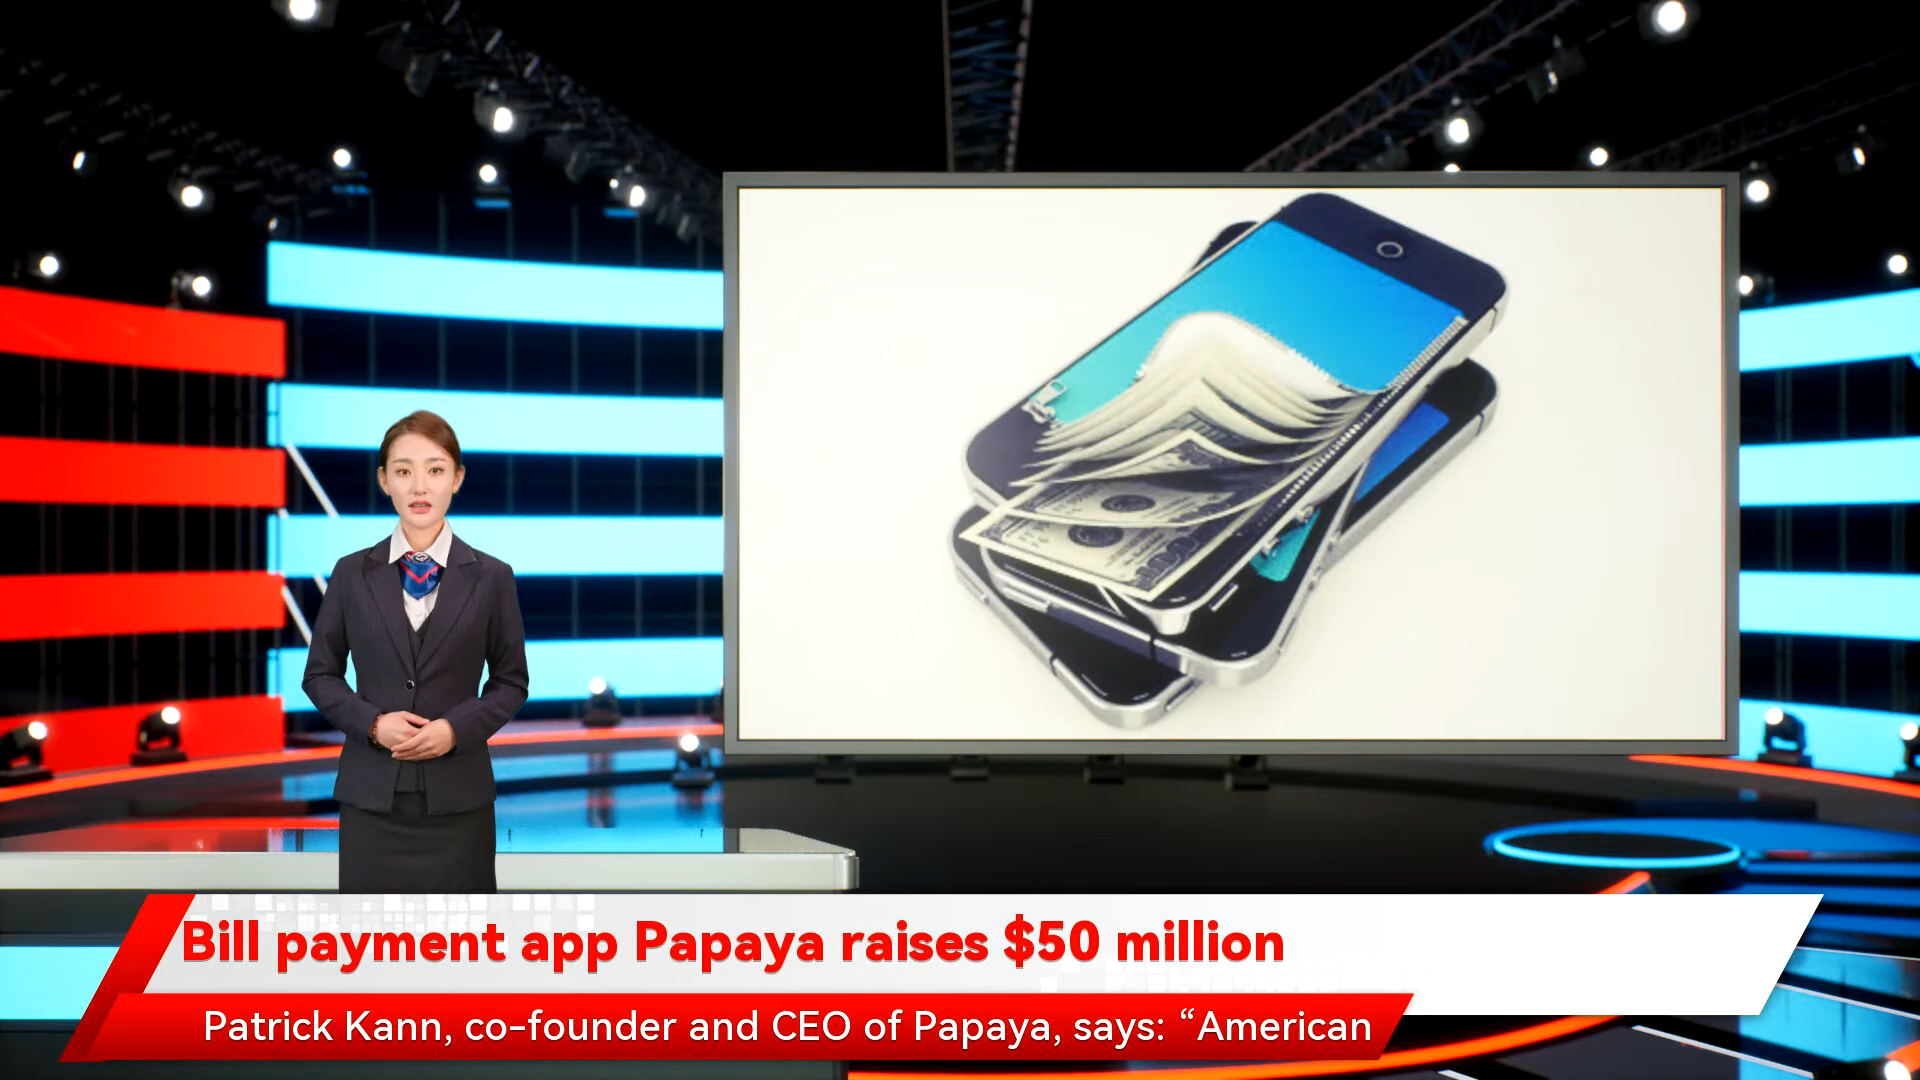 Bill payment app Papaya raises $50 million
Patrick Kann, co-founder and CEO of Papaya, says: “American